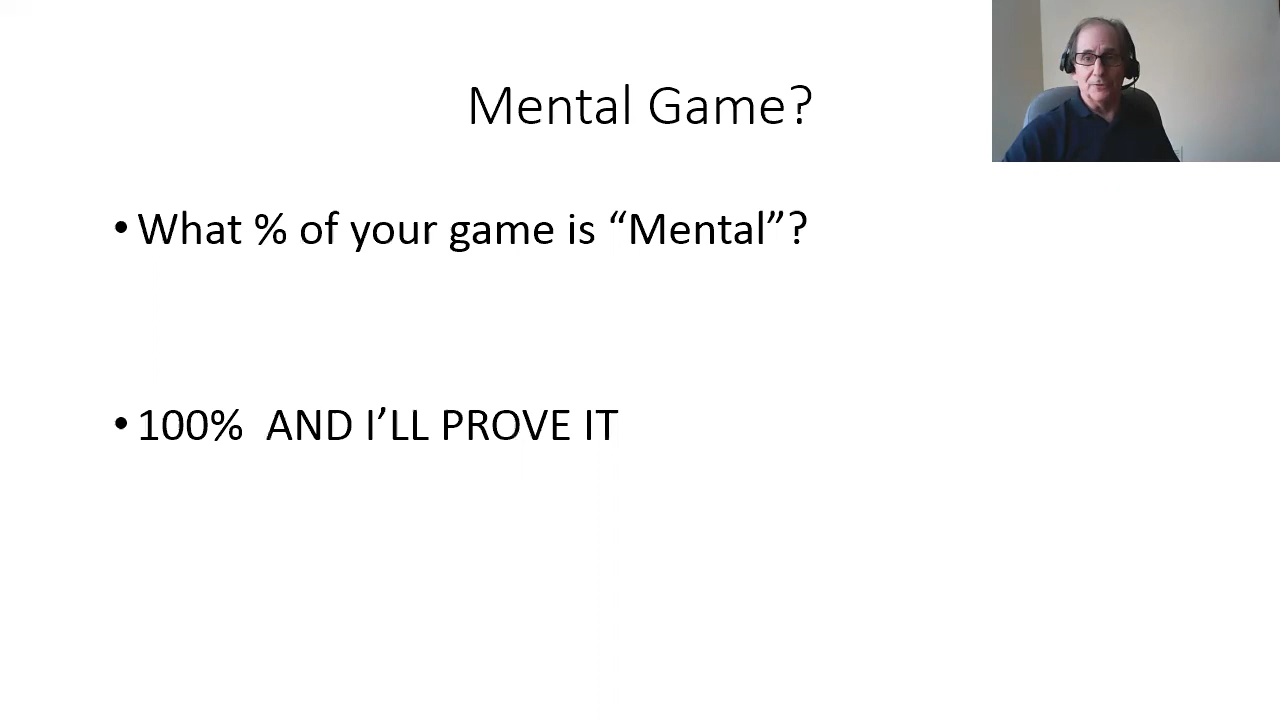 Mental Game?
• What % of your game is “Mental”?
• 100%  AND I’LL PROVE IT